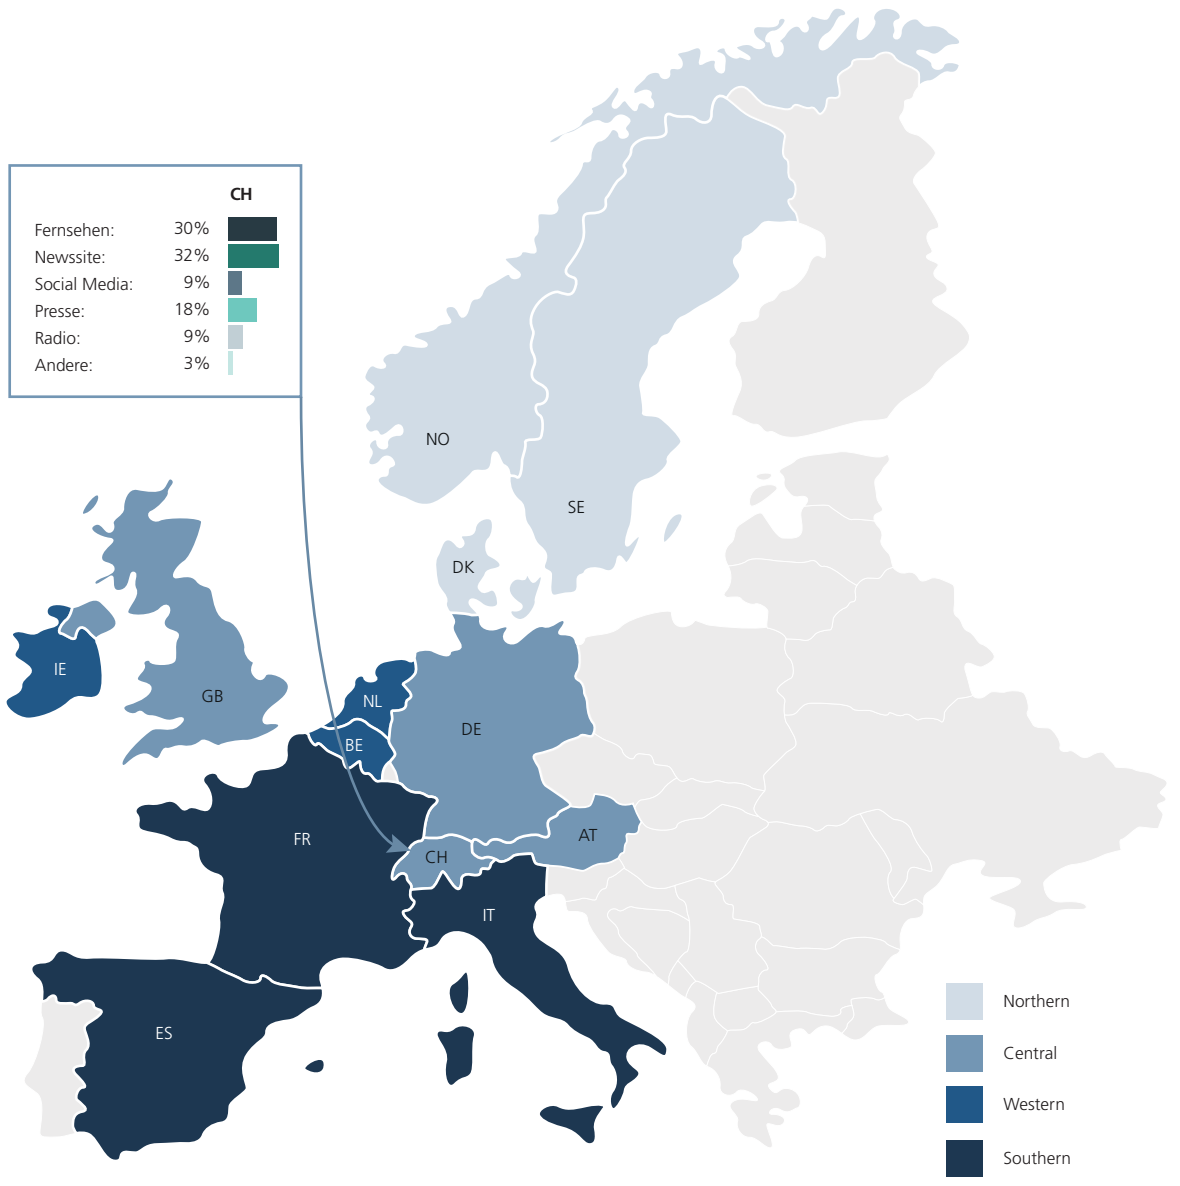 CH
Fernsehen: 30%
Newssite: 32%
Social Media: 9%
Presse: 18%
Radio: 9%
Andere: 3%
NO
SE
DK
IE
GB
NL
DE
BE
FR
AT
CH
IT
ES
Northern
Central
Western
Southern